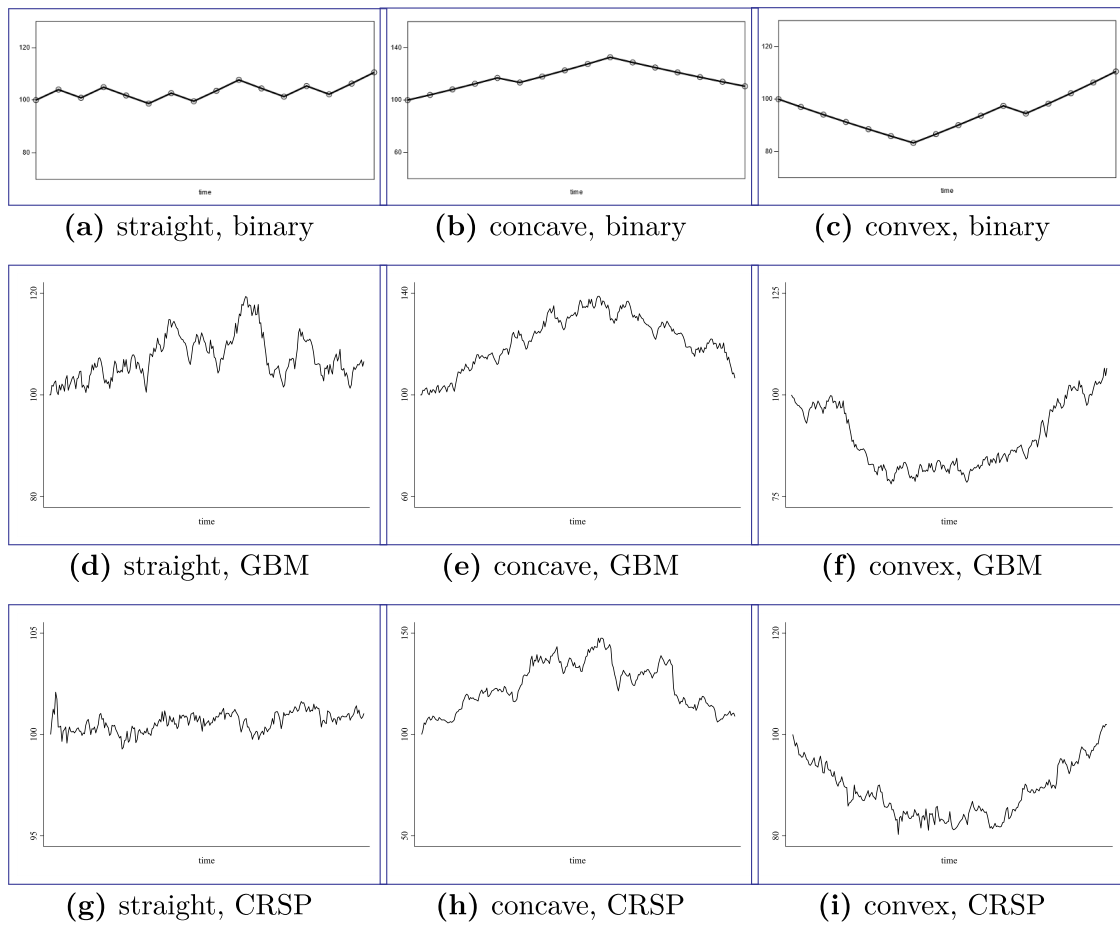 120
100
80
time
140
100
60
time
120
100
80
time
(a) straight, binary
(b) concave, binary
(c) convex, binary
120
100
80
time
140
100
60
time
125
100
75
time
(d) straight, GBM
(e) concave, GBM
(f) convex, GBM
105
100
95
time
150
100
50
time
120
100
80
time
(g) straight, CRSP
(h) concave, CRSP
(i) convex, CRSP